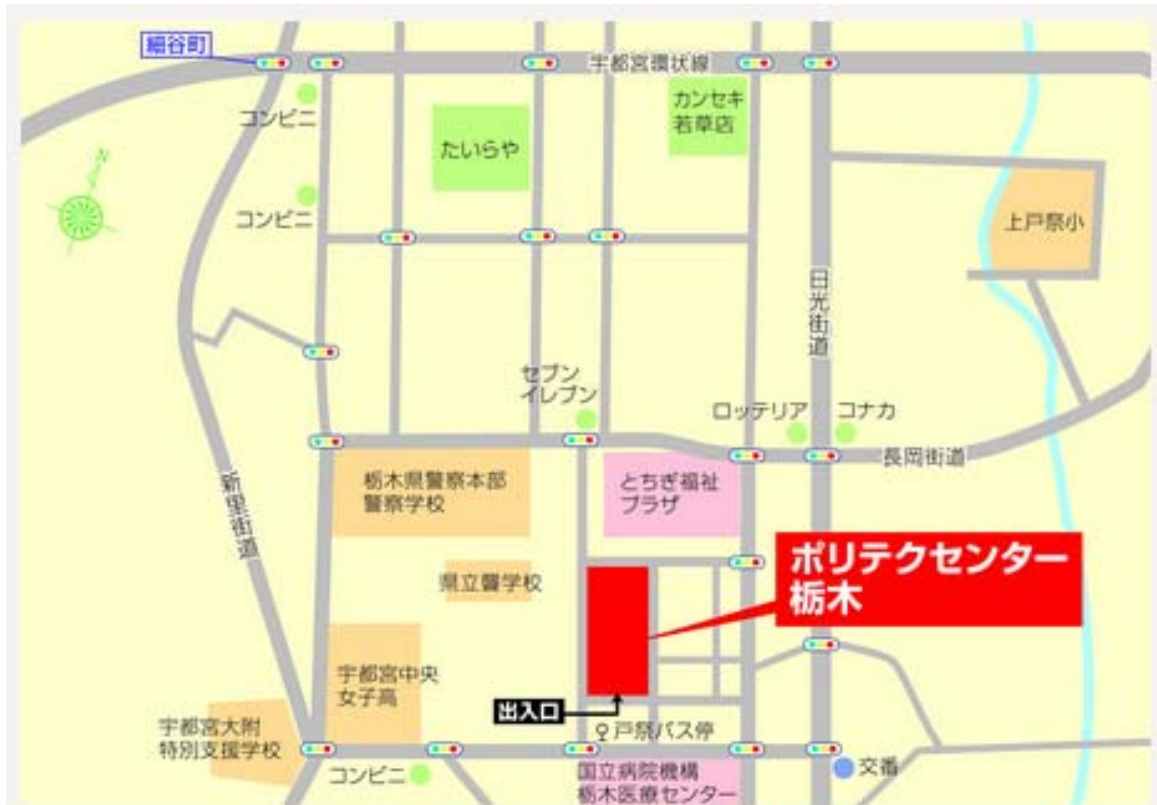 細谷町
宇都宮環状線
コンビニ
カンセキ
若草店
たいらや
N
コンビニ
上戸祭小
日光街道
セブン
イレブン
ロッテリア
コナカ
長岡街道
新里街道
栃木県警察本部
警察学校
とちぎ福祉
プラザ
ポリテクセンター
栃木
県立聾学校
宇都宮中央
女子高
出入口
戸祭バス停
宇都宮大附
特別支援学校
コンビニ
国立病院機構
栃木医療センター
交番